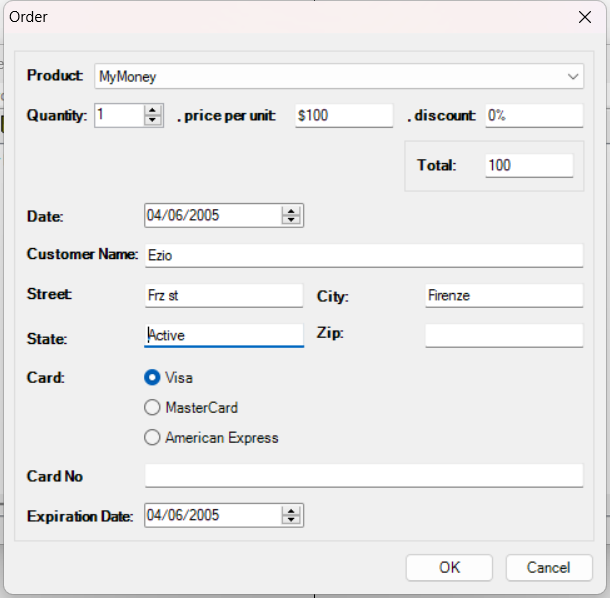 Order
Product: MyMoney
Quantity: 1 , price per unit: $100 , discount: 0%
Total: 100
Date: 04/06/2005
Customer Name: Ezio
Street: Frz st City: Firenze
State: Active Zip:
Card: Visa
MasterCard
American Express
Card No
Expiration Date: 04/06/2005
OK Cancel